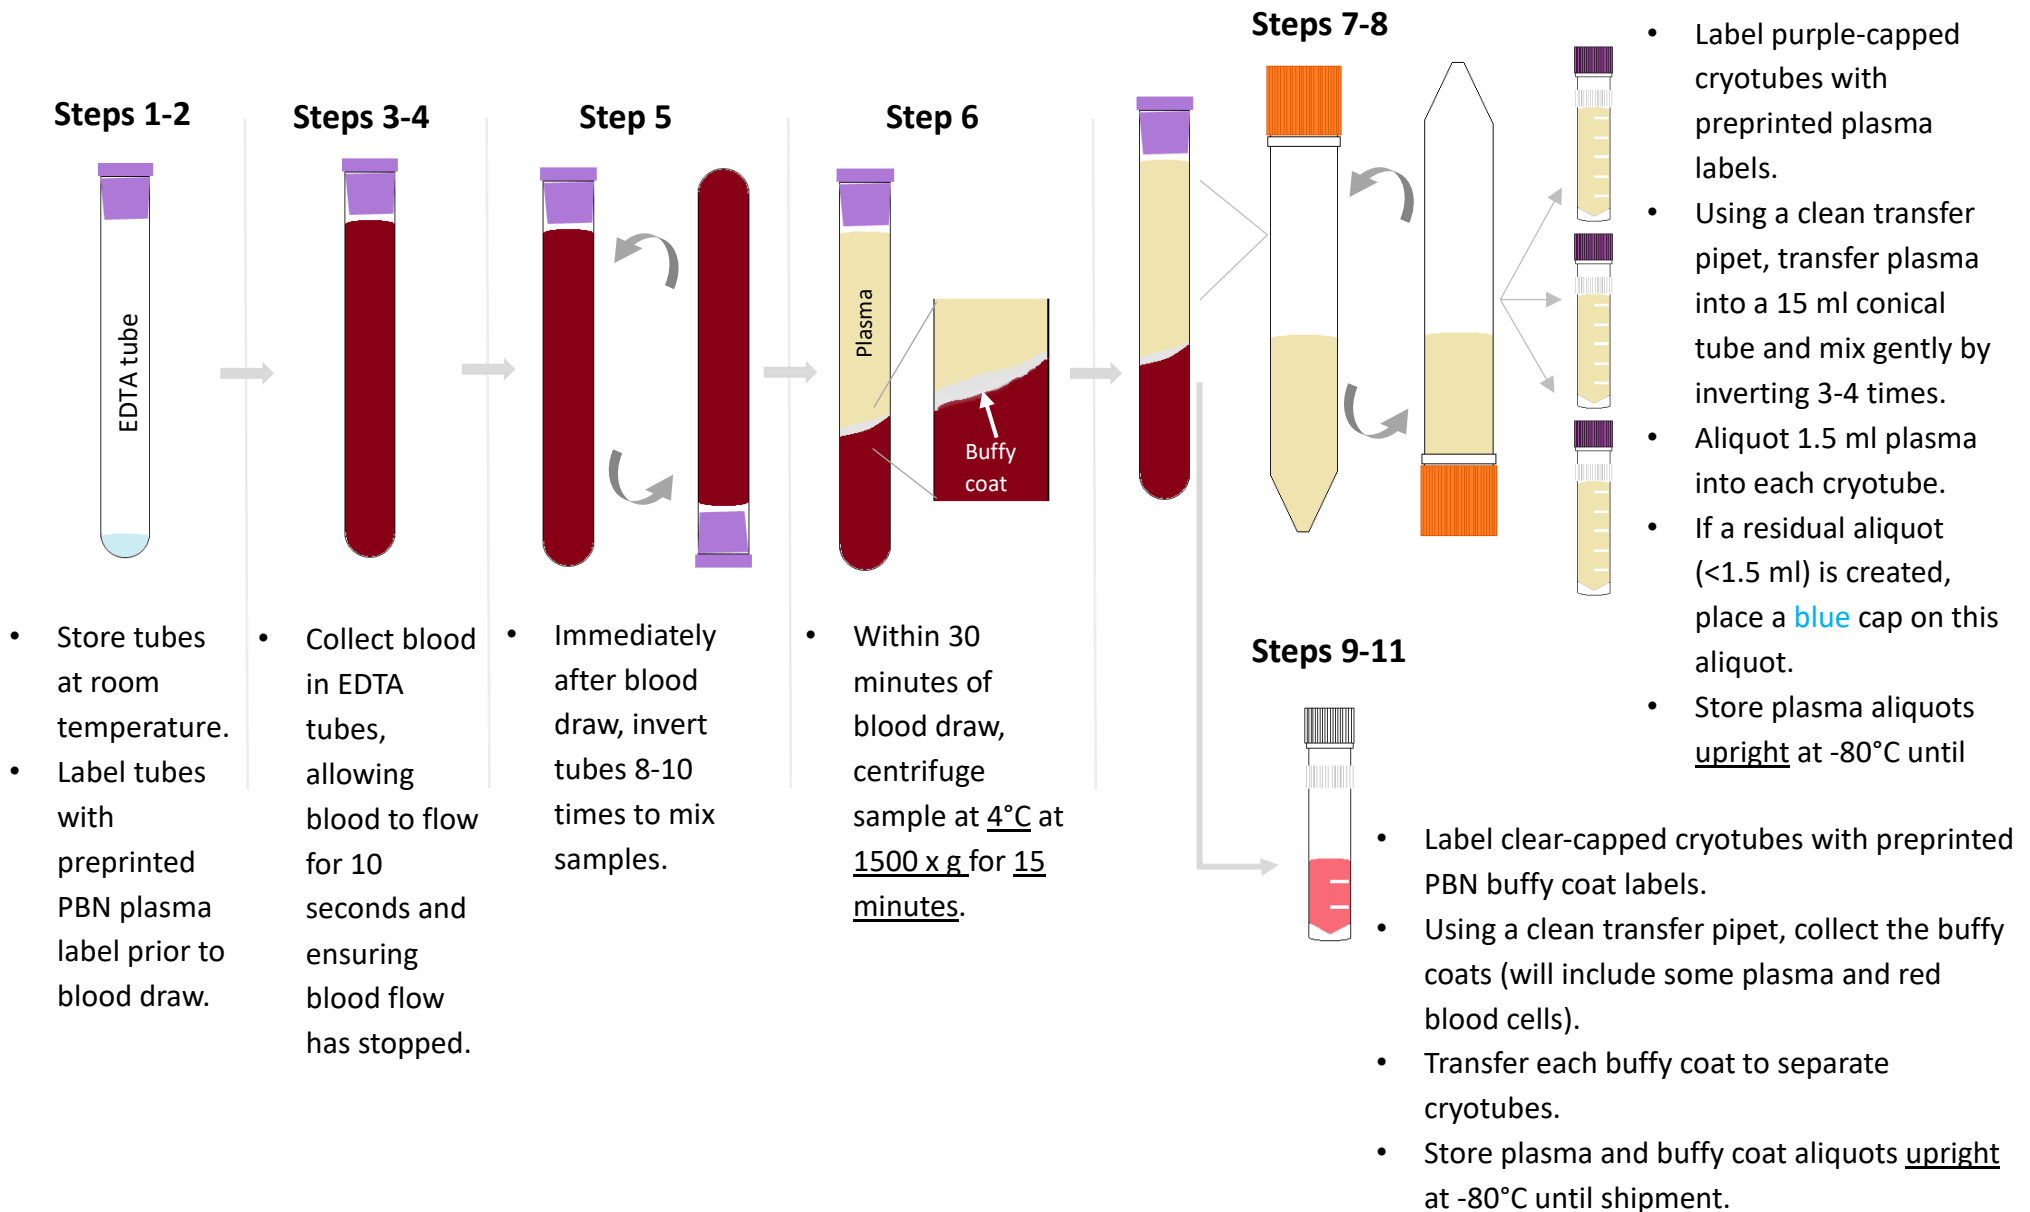 Steps 1-2
EDTA tube
• Store tubes
at room
temperature.
• Label tubes
with
preprinted
PBN plasma
label prior to
blood draw.
Steps 3-4
• Collect blood
in EDTA
tubes,
allowing
blood to flow
for 10
seconds and
ensuring
blood flow
has stopped.
Step 5
• Immediately
after blood
draw, invert
tubes 8-10
times to mix
samples.
Step 6
Plasma
Buffy
coat
• Within 30
minutes of
blood draw,
centrifuge
sample at 4°C at
1500 x g for 15
minutes.
Steps 7-8
• Label purple-capped
cryotubes with
preprinted plasma
labels.
• Using a clean transfer
pipet, transfer plasma
into a 15 ml conical
tube and mix gently by
inverting 3-4 times.
• Aliquot 1.5 ml plasma
into each cryotube.
• If a residual aliquot
(<1.5 ml) is created,
place a blue cap on this
aliquot.
• Store plasma aliquots
upright at -80°C until
Steps 9-11
• Label clear-capped cryotubes with preprinted
PBN buffy coat labels.
• Using a clean transfer pipet, collect the buffy
coats (will include some plasma and red
blood cells).
• Transfer each buffy coat to separate
cryotubes.
• Store plasma and buffy coat aliquots upright
at -80°C until shipment.